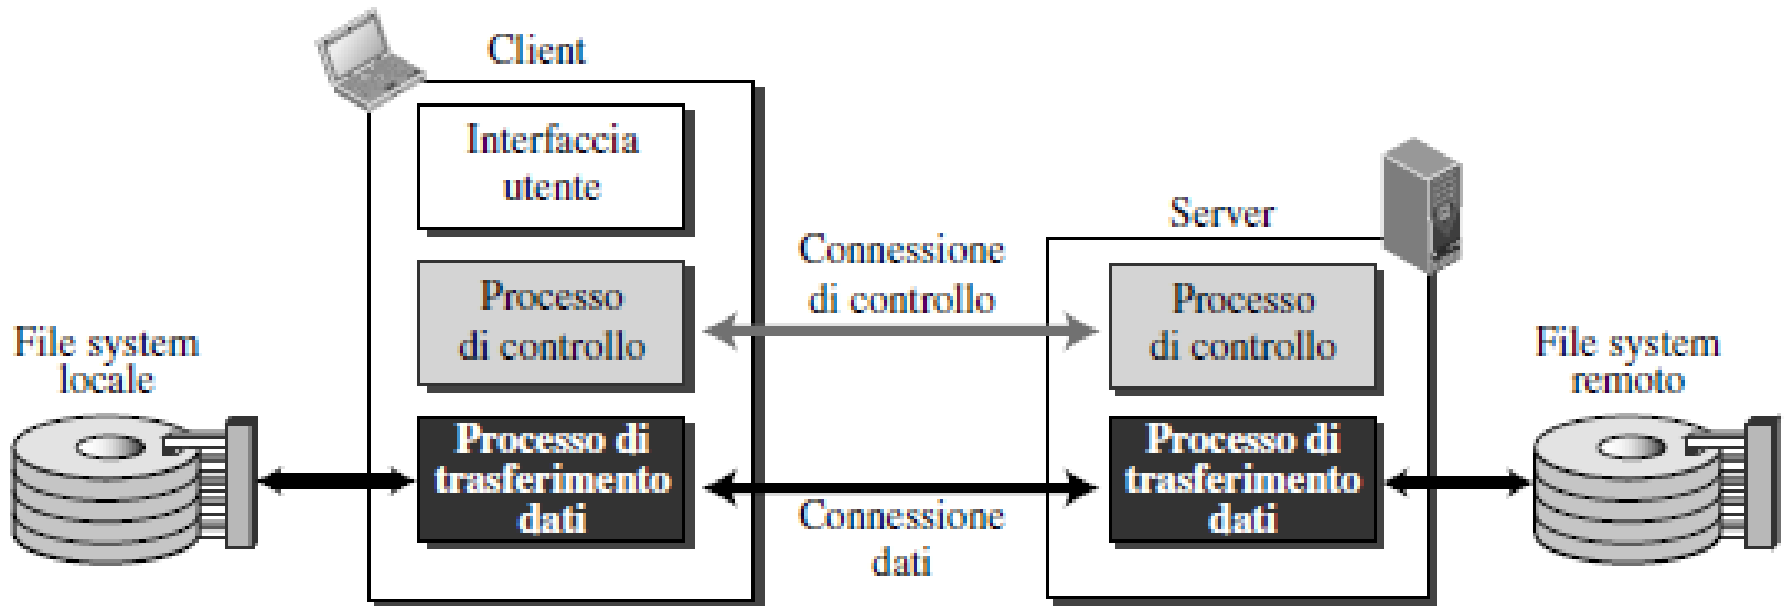 Client
Interfaccia
utente
Server
Connessione
di controllo
Processo
di controllo
Processo
di controllo
File system
locale
File system
remoto
Processo di
trasferimento
dati
Processo di
trasferimento
dati
Connessione
dati